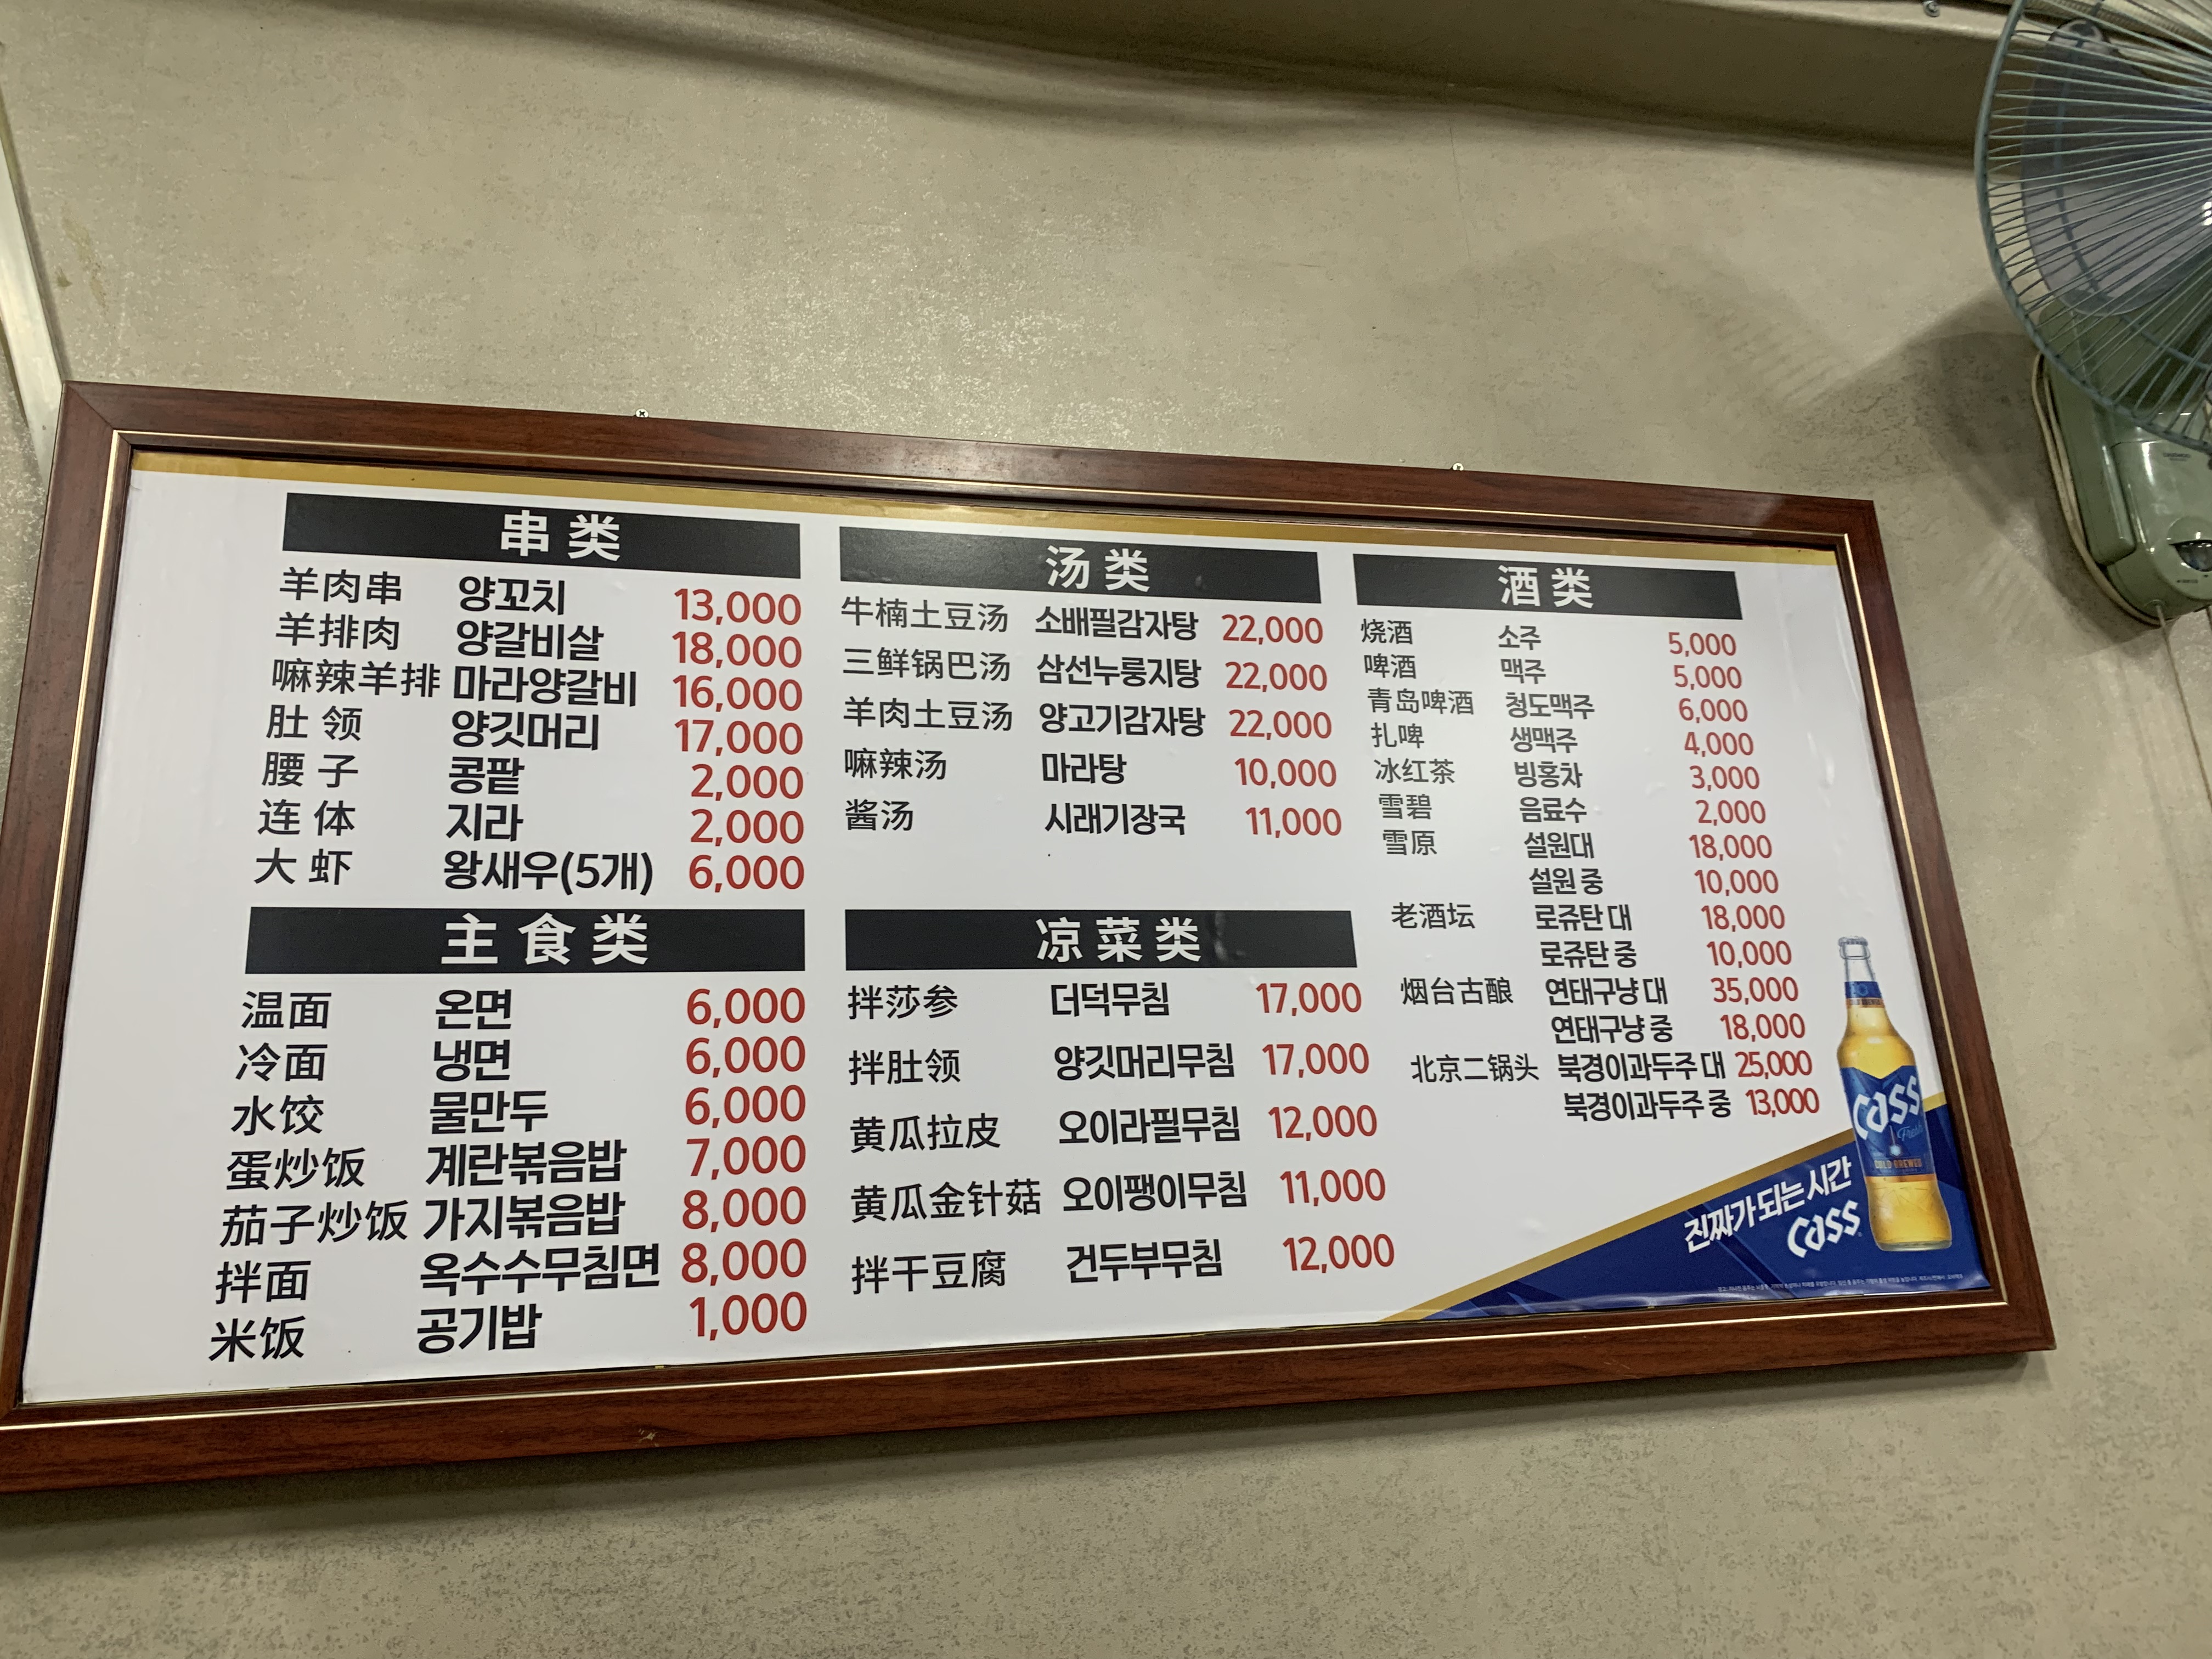 串类
羊肉串 양꼬치 13,000
羊排肉 양갈비살 18,000
嘛辣羊排 마라양갈비 16,000
肚 领 양깃머리 17,000
腰 子 콩팥 2,000
连 体 지라 2,000
大 虾 왕새우(5개) 6,000
主食类
温面 온면 6,000
冷面 냉면 6,000
水饺 물만두 6,000
蛋炒饭 계란볶음밥 7,000
茄子炒饭 가지볶음밥 8,000
拌面 옥수수무침면 8,000
米饭 공기밥 1,000
汤类
牛楠土豆汤 소배필감자탕 22,000
三鲜锅巴汤 삼선누룽지탕 22,000
羊肉土豆汤 양고기감자탕 22,000
嘛辣汤 마라탕 10,000
酱汤 시래기장국 11,000
凉菜类
拌莎参 더덕무침 17,000
拌肚领 양깃머리무침 17,000
黄瓜拉皮 오이라필무침 12,000
黄瓜金针菇 오이팽이무침 11,000
拌干豆腐 건두부무침 12,000
酒类
烧酒 소주 5,000
啤酒 맥주 5,000
青岛啤酒 청도맥주 6,000
扎啤 생맥주 4,000
冰红茶 빙홍차 3,000
雪碧 음료수 2,000
雪原 설원대 18,000
설원 중 10,000
老酒坛 로쥬탄 대 18,000
로쥬탄 중 10,000
烟台古酿 연태구냥 대 35,000
연태구냥 중 18,000
北京二锅头 북경이과두주 대 25,000
북경이과두주 중 13,000
cass
Fresh
COLD BREWED
진짜가 되는 시간
cass